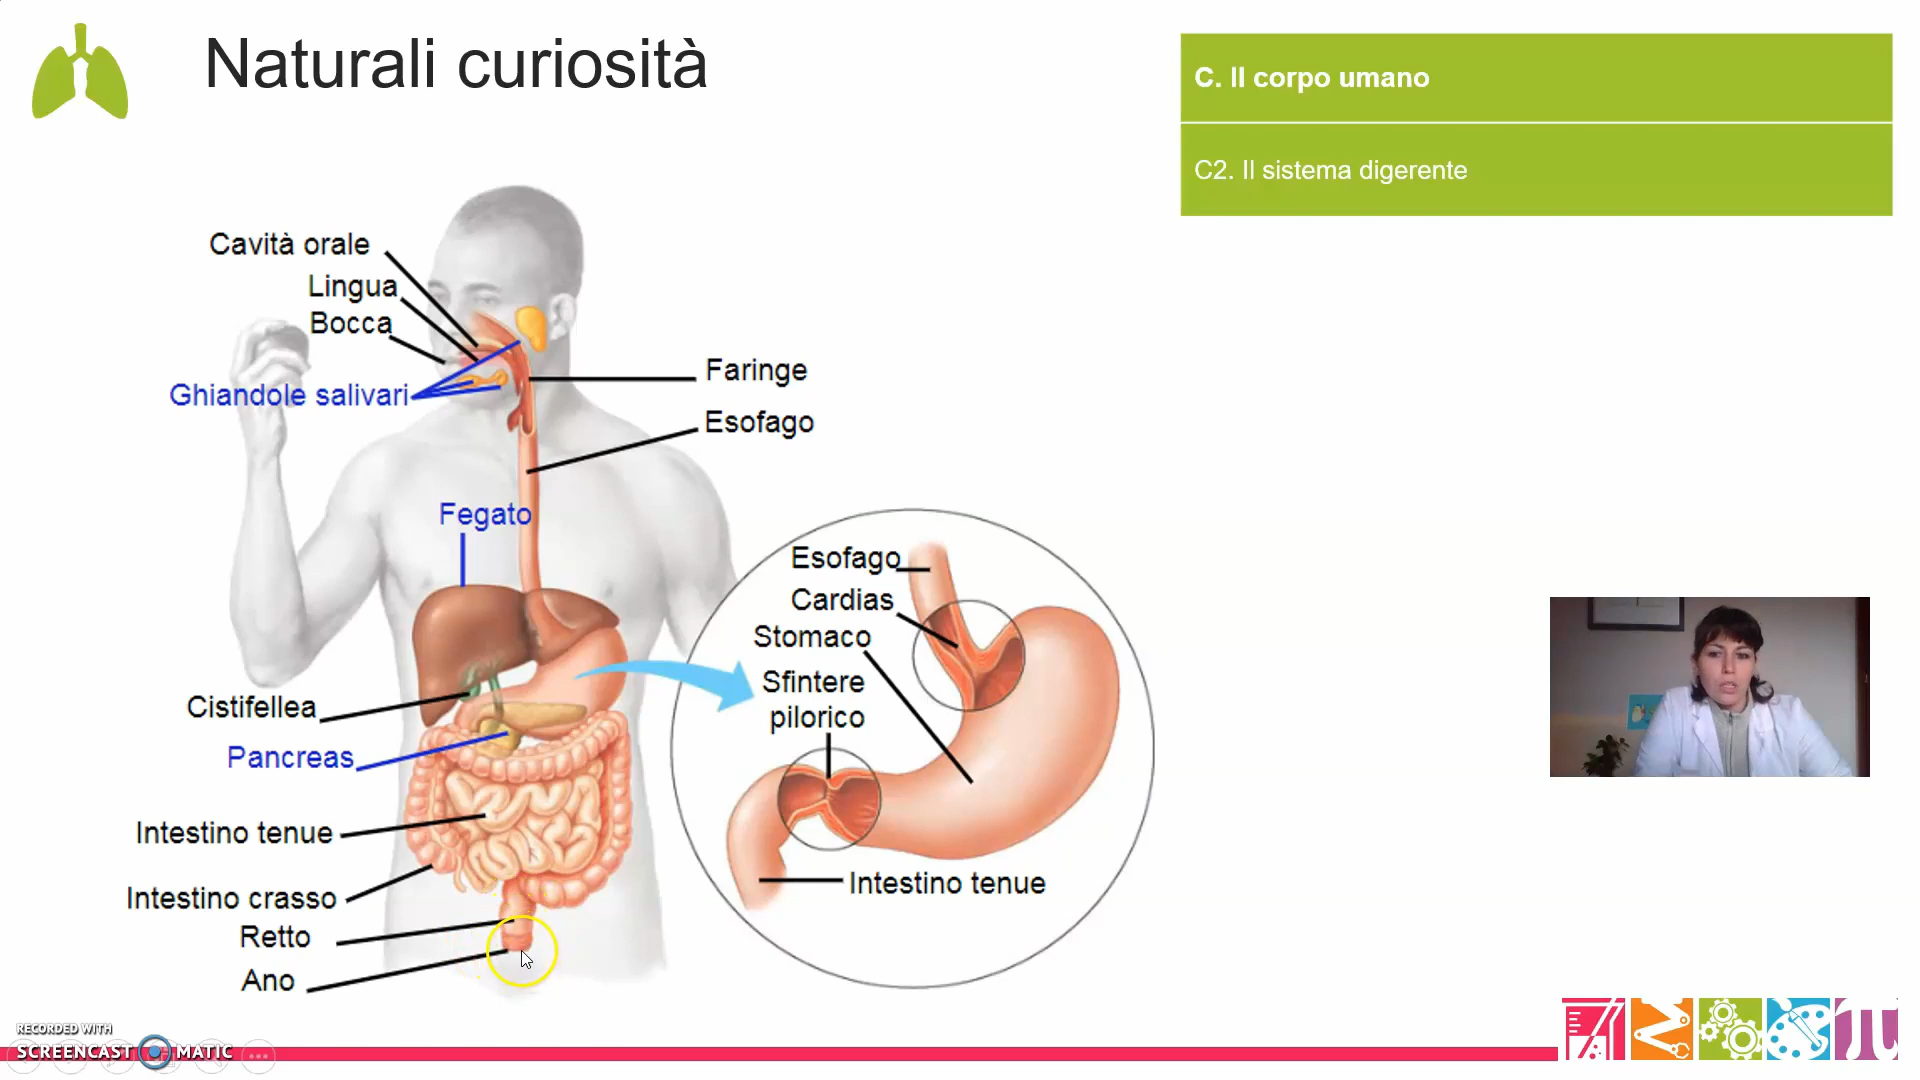 Naturali curiosità
C. Il corpo umano
C2. Il sistema digerente
Cavità orale
Lingua
Bocca
Ghiandole salivari
Faringe
Esofago
Fegato
Cistifellea
Pancreas
Intestino tenue
Intestino crasso
Retto
Ano
Esofago
Cardias
Stomaco
Sfintere
pilorico
Intestino tenue
RECORDED WITH
SCREENCAST MATIC